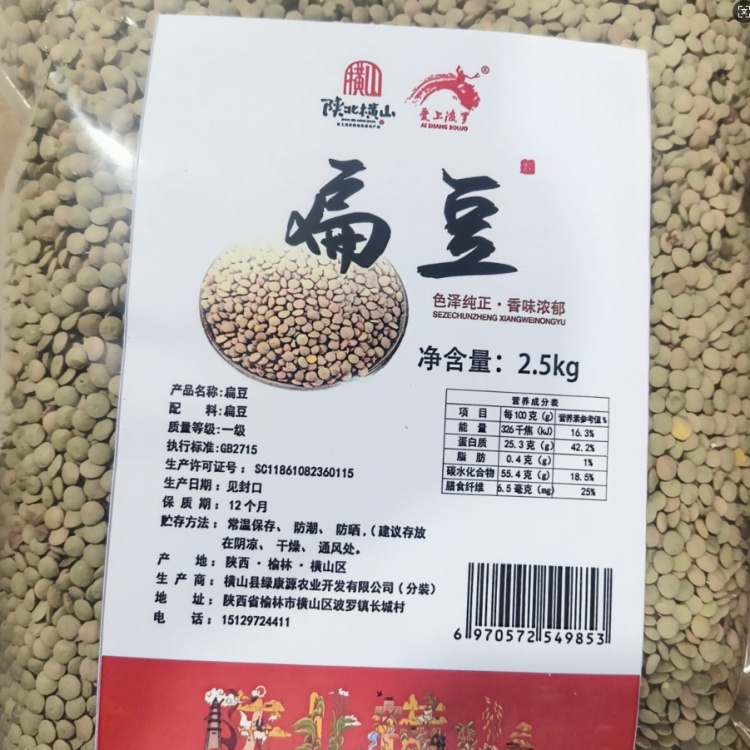 横山
陕北横山
爱上波罗
AI SHANG BOLUO
®
扁豆
色泽纯正·香味浓郁
SEZECHUNZHENG XIANGWEINONGYU
净含量：2.5kg
产品名称:扁豆
配 料:扁豆
质量等级:一级
执行标准:GB2715
生产许可证号：SC11861082360115
生产日期：见封口
保质期：12个月
贮存方法：常温保存、防潮、防晒,（建议存放
在阴凉、干燥、通风处。
产 地:陕西·榆林·横山区
生产商：横山县绿康源农业开发有限公司（分装）
地 址：陕西省榆林市横山区波罗镇长城村
电 话：15129724411
营养成分表
项 目 每100克(g) 营养素参考值%
能 量 326千焦(kJ) 16.3%
蛋白质 25.3克(g) 42.2%
脂 肪 0.4克(g) 1%
碳水化合物 55.4克(g) 18.5%
膳食纤维 6.5毫克(mg) 25%
6 970572 549853